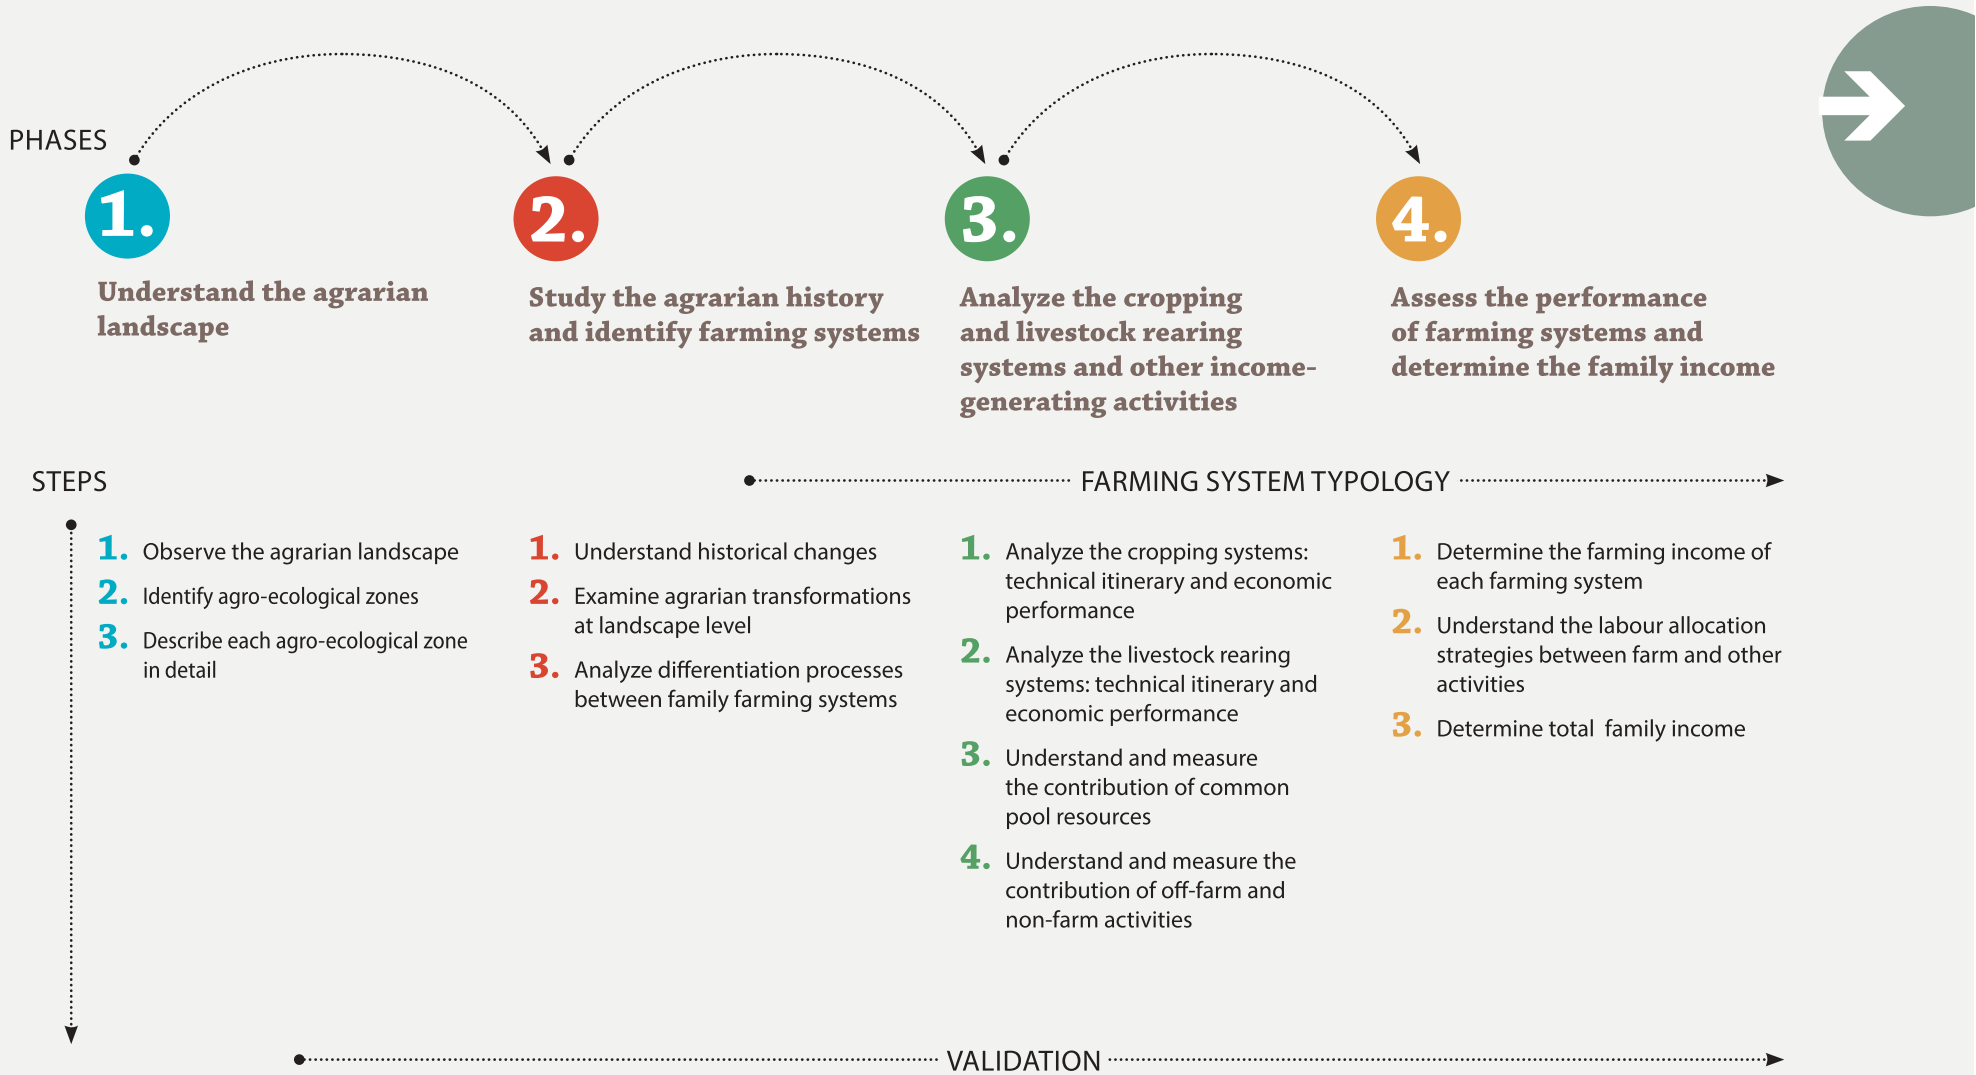 PHASES
1.
Understand the agrarian
landscape
2.
Study the agrarian history
and identify farming systems
3.
Analyze the cropping
and livestock rearing
systems and other income-
generating activities
4.
Assess the performance
of farming systems and
determine the family income
STEPS
FARMING SYSTEM TYPOLOGY
1. Observe the agrarian landscape
2. Identify agro-ecological zones
3. Describe each agro-ecological zone
in detail
1. Understand historical changes
2. Examine agrarian transformations
at landscape level
3. Analyze differentiation processes
between family farming systems
1. Analyze the cropping systems:
technical itinerary and economic
performance
2. Analyze the livestock rearing
systems: technical itinerary and
economic performance
3. Understand and measure
the contribution of common
pool resources
4. Understand and measure the
contribution of off-farm and
non-farm activities
1. Determine the farming income of
each farming system
2. Understand the labour allocation
strategies between farm and other
activities
3. Determine total family income
VALIDATION